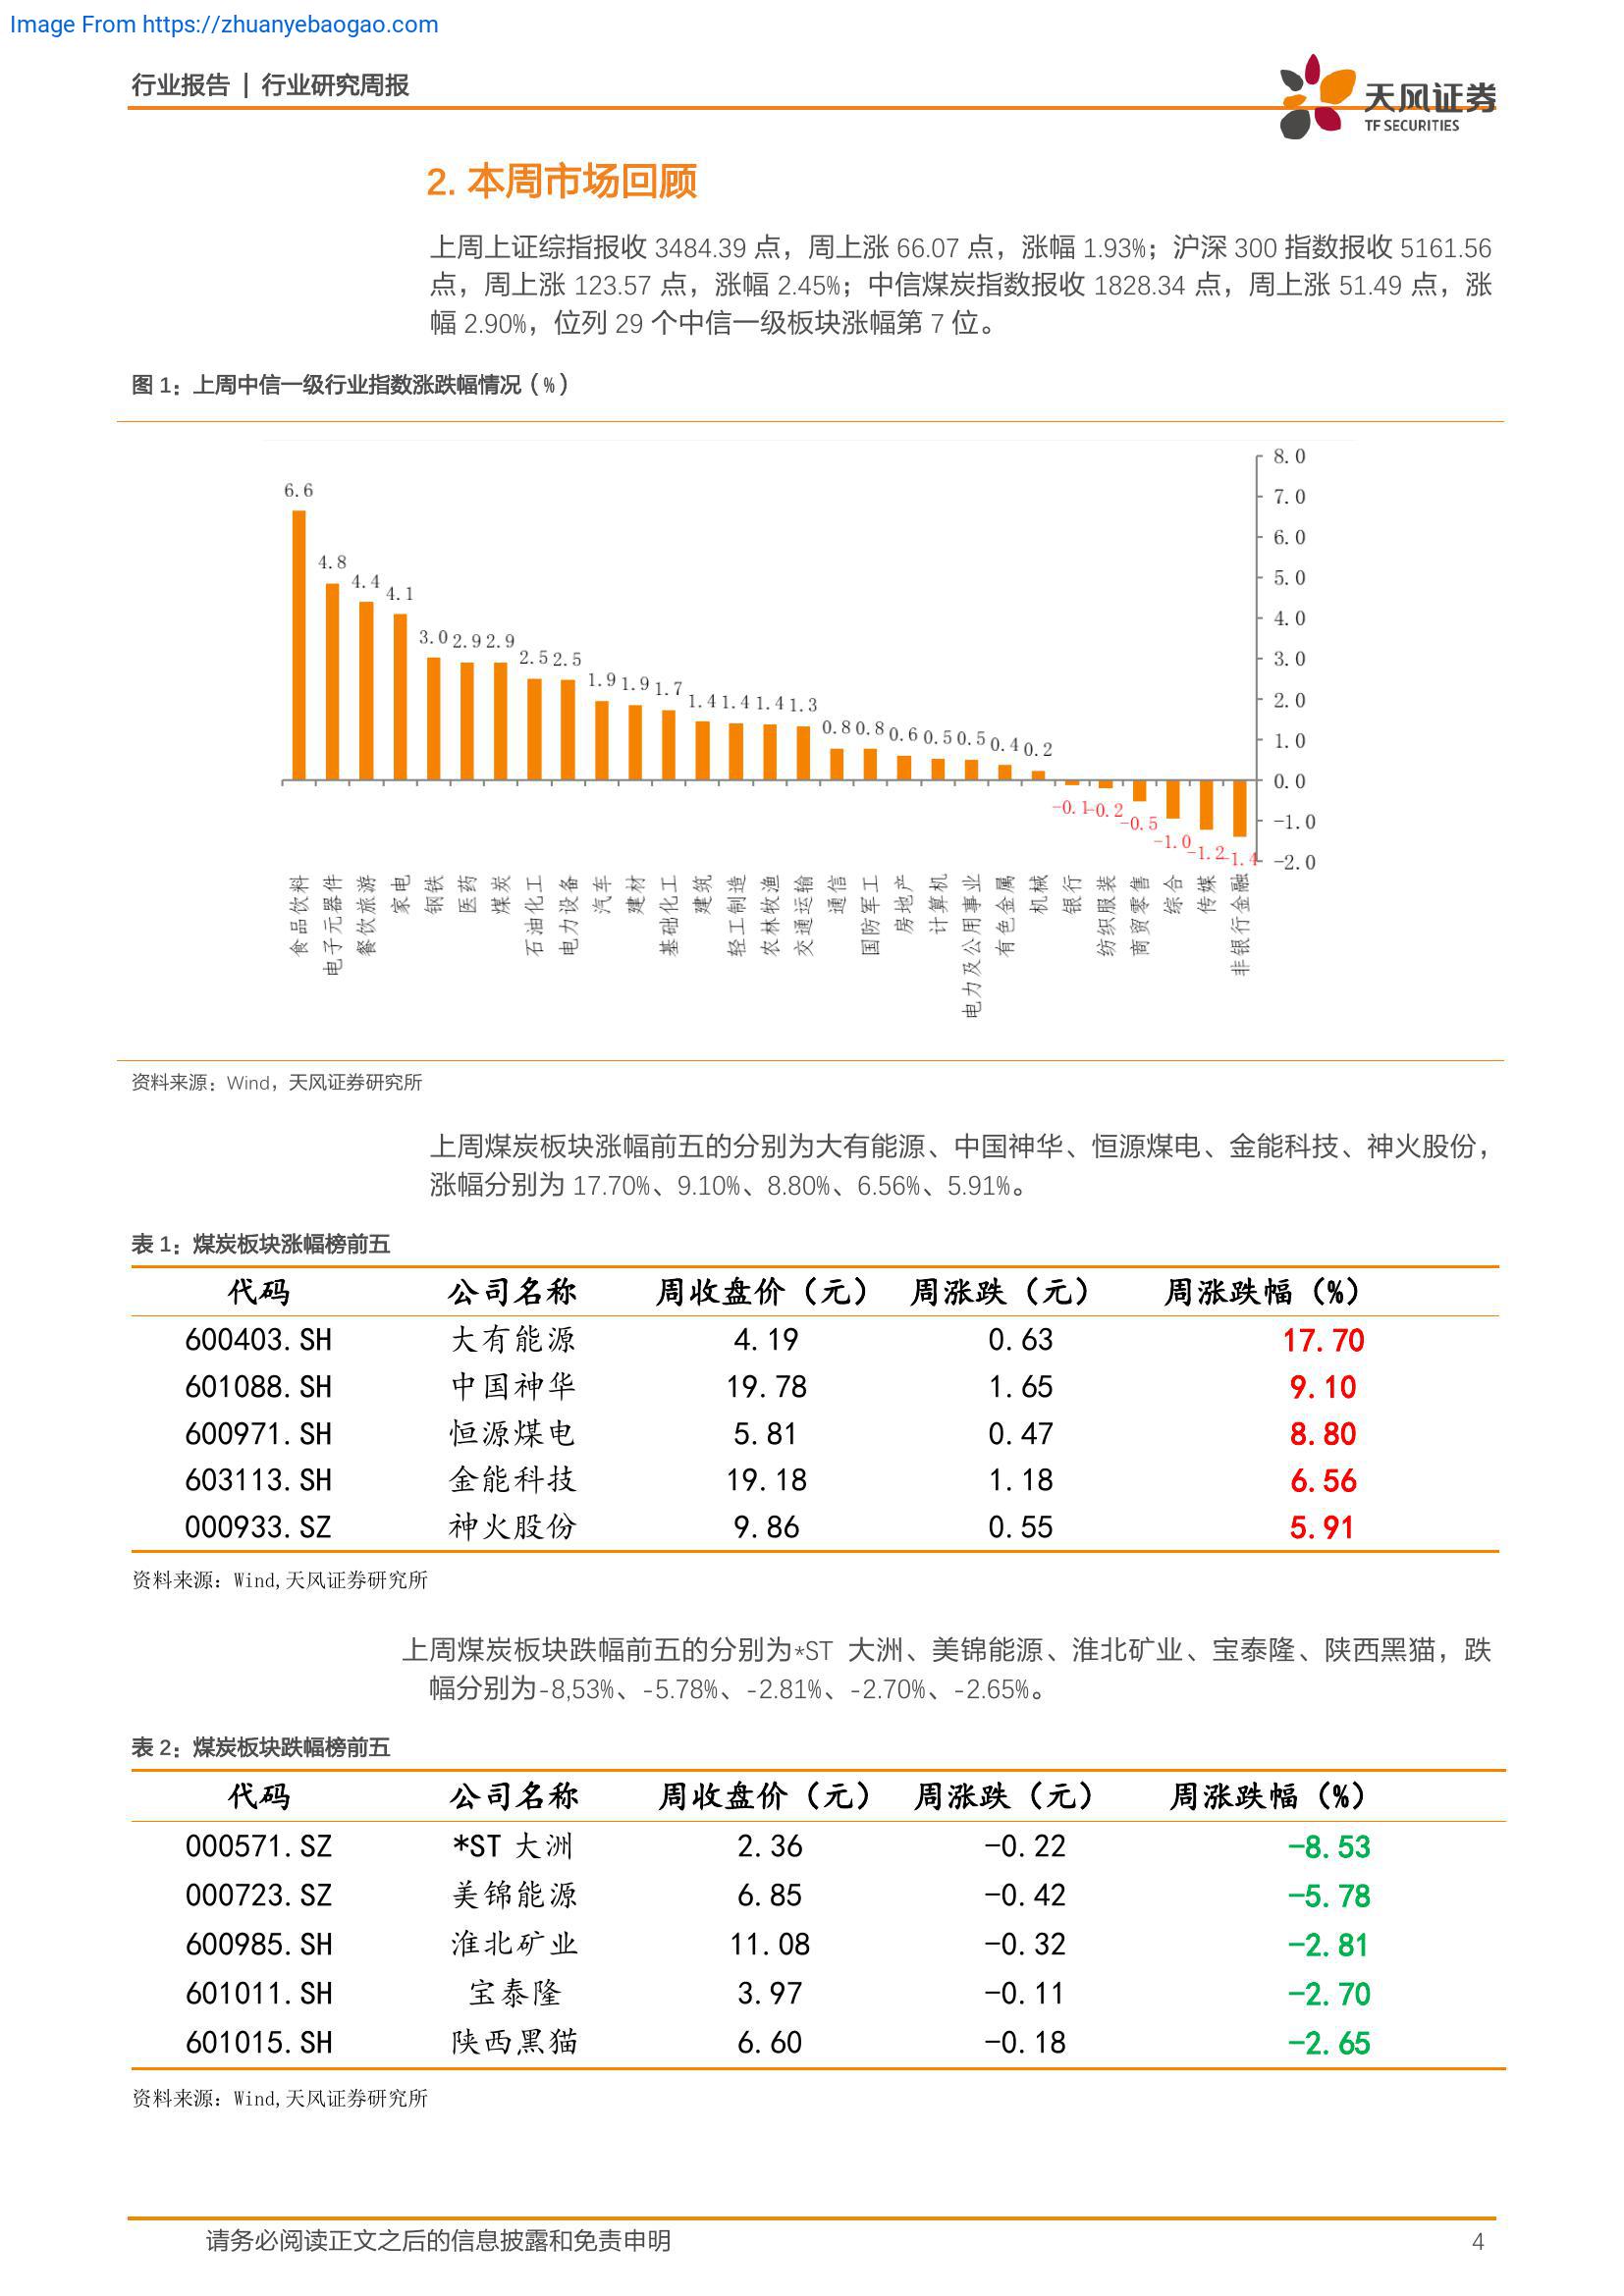 Image From https://zhuanyebaogao.com
行业报告 | 行业研究周报
天风证券
TF SECURITIES
2. 本周市场回顾
上周上证综指报收 3484.39 点，周上涨 66.07 点，涨幅 1.93%；沪深 300 指数报收 5161.56
点，周上涨 123.57 点，涨幅 2.45%；中信煤炭指数报收 1828.34 点，周上涨 51.49 点，涨
幅 2.90%，位列 29 个中信一级板块涨幅第 7 位。
图 1：上周中信一级行业指数涨跌幅情况（%）
8.0
7.0
6.0
5.0
4.0
3.0
2.0
1.0
0.0
-1.0
-2.0
6.6 4.8 4.4 4.1 3.0 2.9 2.9 2.5 2.5 1.9 1.9 1.7 1.4 1.4 1.4 1.3 0.8 0.8 0.6 0.5 0.5 0.4 0.2 -0.1 -0.2 -0.5 -1.0 -1.2 -1.4
食品饮料 电子元器件 餐饮旅游 家电 钢铁 医药 煤炭 石油化工 电力设备 汽车 建材 基础化工 建筑 轻工制造 农林牧渔 交通运输 通信 国防军工 房地产 计算机 电力及公用事业 有色金属 机械 银行 纺织服装 商贸零售 综合 传媒 非银行金融
资料来源：Wind，天风证券研究所
上周煤炭板块涨幅前五的分别为大有能源、中国神华、恒源煤电、金能科技、神火股份，
涨幅分别为 17.70%、9.10%、8.80%、6.56%、5.91%。
表 1：煤炭板块涨幅榜前五
代码 公司名称 周收盘价（元） 周涨跌（元） 周涨跌幅（%）
600403.SH 大有能源 4.19 0.63 17.70
601088.SH 中国神华 19.78 1.65 9.10
600971.SH 恒源煤电 5.81 0.47 8.80
603113.SH 金能科技 19.18 1.18 6.56
000933.SZ 神火股份 9.86 0.55 5.91
资料来源：Wind,天风证券研究所
上周煤炭板块跌幅前五的分别为*ST 大洲、美锦能源、淮北矿业、宝泰隆、陕西黑猫，跌
幅分别为-8,53%、-5.78%、-2.81%、-2.70%、-2.65%。
表 2：煤炭板块跌幅榜前五
代码 公司名称 周收盘价（元） 周涨跌（元） 周涨跌幅（%）
000571.SZ *ST 大洲 2.36 -0.22 -8.53
000723.SZ 美锦能源 6.85 -0.42 -5.78
600985.SH 淮北矿业 11.08 -0.32 -2.81
601011.SH 宝泰隆 3.97 -0.11 -2.70
601015.SH 陕西黑猫 6.60 -0.18 -2.65
资料来源：Wind,天风证券研究所
请务必阅读正文之后的信息披露和免责申明 4